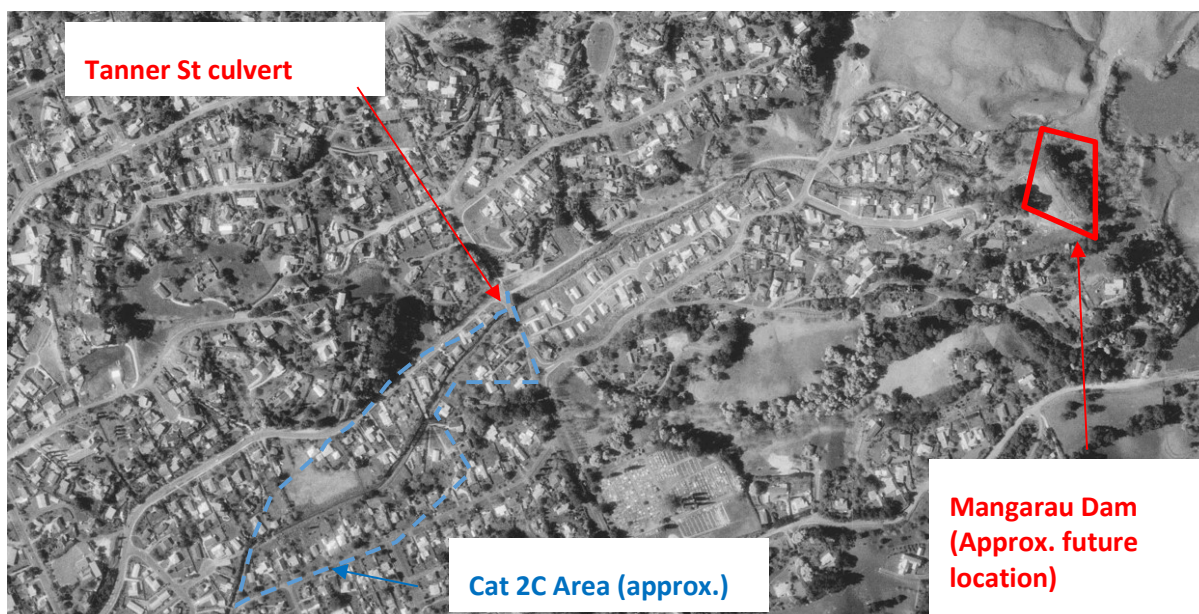 Tanner St culvert
Cat 2C Area (approx.)
Mangarau Dam
(Approx. future
location)